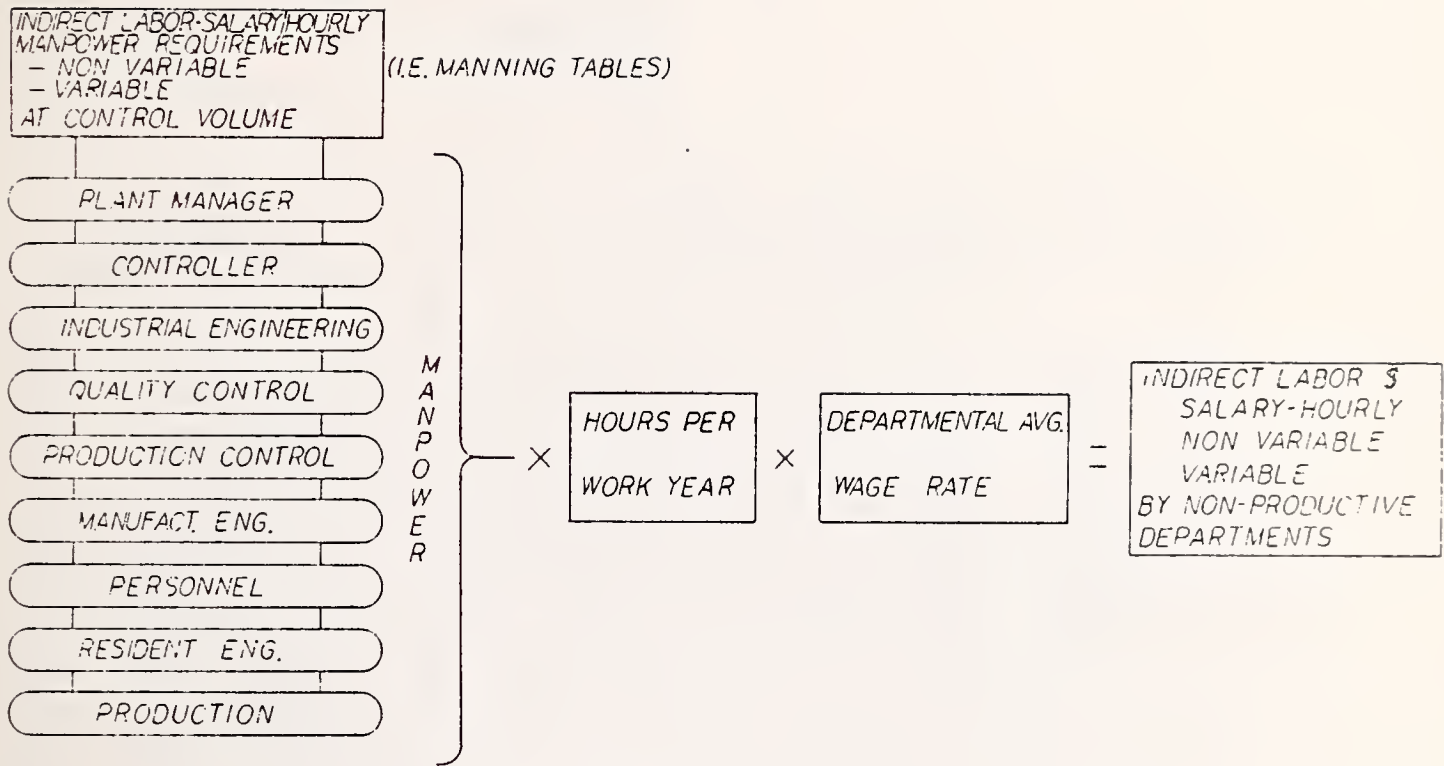 INDIRECT LABOR-SALARY/HOURLY
MANPOWER REQUIREMENTS
- NON VARIABLE
- VARIABLE
AT CONTROL VOLUME
(I.E. MANNING TABLES)
PLANT MANAGER
CONTROLLER
INDUSTRIAL ENGINEERING
QUALITY CONTROL
PRODUCTION CONTROL
MANUFACT. ENG.
PERSONNEL
RESIDENT ENG.
PRODUCTION
MANPOWER
×
HOURS PER
WORK YEAR
×
DEPARTMENTAL AVG.
WAGE RATE
=
INDIRECT LABOR $
SALARY-HOURLY
NON VARIABLE
VARIABLE
BY NON-PRODUCTIVE
DEPARTMENTS